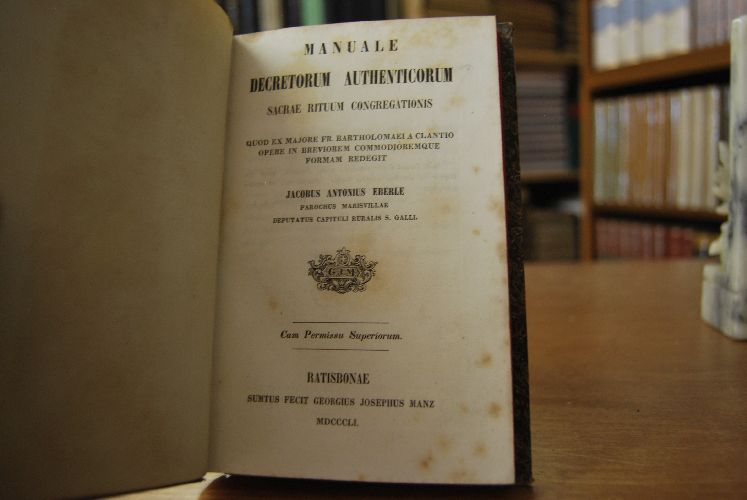 MANUALE
DECRETORUM AUTHENTICORUM
SACRAE RITUUM CONGREGATIONIS
QUOD EX MAJORE FR. BARTHOLOMAEI A CLANTIO
OPERE IN BREVIOREM COMMODIOREMQUE
FORMAM REDEGIT
JACOBUS ANTONIUS EBERLE
PAROCHUS MARISVILLAE
DEPUTATUS CAPITULI RURALIS S. GALLI.
G.J.M.
Cum Permissu Superiorum.
RATISBONAE
SUMTUS FECIT GEORGIUS JOSEPHUS MANZ
MDCCCLI.